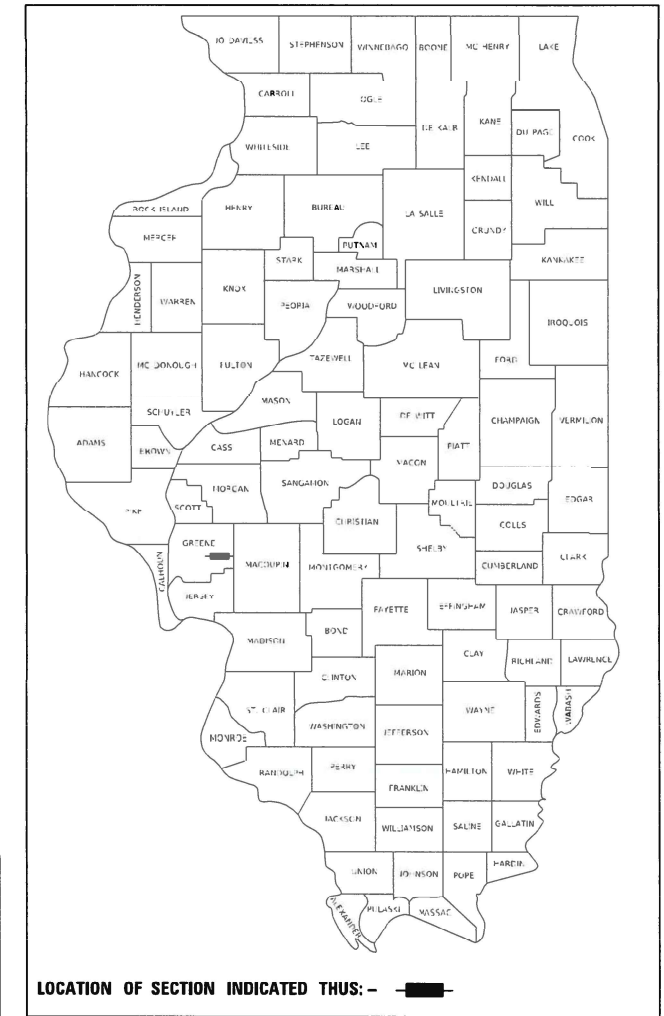 JO DAVIESS STEPHENSON WINNEBAGO BOONE MC HENRY LAKE
CARROLL OGLE
DE KALB KANE DU PAGE COOK
WHITESIDE LEE
KENDALL
ROCK ISLAND HENRY BUREAU LA SALLE WILL
GRUNDY
MERCER PUTNAM
STARK MARSHALL KANKAKEE
HENDERSON WARREN KNOX PEORIA WOODFORD LIVINGSTON
IROQUOIS
HANCOCK MC DONOUGH FULTON TAZEWELL MC LEAN FORD
MASON
SCHUYLER LOGAN DE WITT CHAMPAIGN VERMILION
ADAMS BROWN CASS MENARD PIATT
MACON
MORGAN SANGAMON DOUGLAS
PIKE SCOTT MOULTRIE EDGAR
CHRISTIAN COLES
GREENE SHELBY
CALHOUN MACOUPIN MONTGOMERY CUMBERLAND CLARK
JERSEY FAYETTE EFFINGHAM JASPER CRAWFORD
MADISON BOND
CLAY RICHLAND LAWRENCE
CLINTON MARION
ST. CLAIR WAYNE EDWARDS WABASH
WASHINGTON JEFFERSON
MONROE
RANDOLPH PERRY HAMILTON WHITE
FRANKLIN
JACKSON WILLIAMSON SALINE GALLATIN
UNION JOHNSON POPE HARDIN
ALEXANDER PULASKI MASSAC
LOCATION OF SECTION INDICATED THUS: -